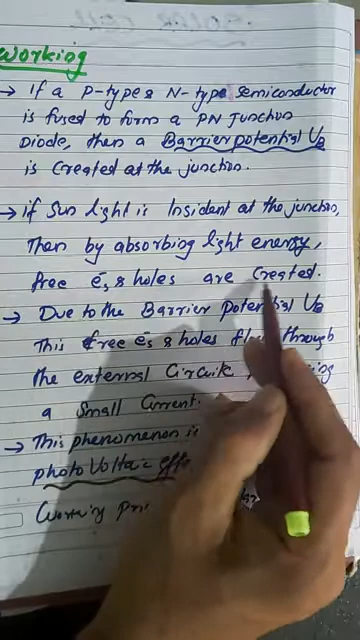 Working
→ If a P-type & N-type Semiconductor
is fused to form a PN Junction
Diode, then a Barrier potential VB
is Created at the junction.
→ if Sun light is Insident at the junction,
Then by absorbing light energy,
free e̅s & holes are Created.
→ Due to the Barrier potential VB
This free e̅s & holes through
the external Circuit
a Small Current.
→ This phenomenon is
photo Voltaic
Working